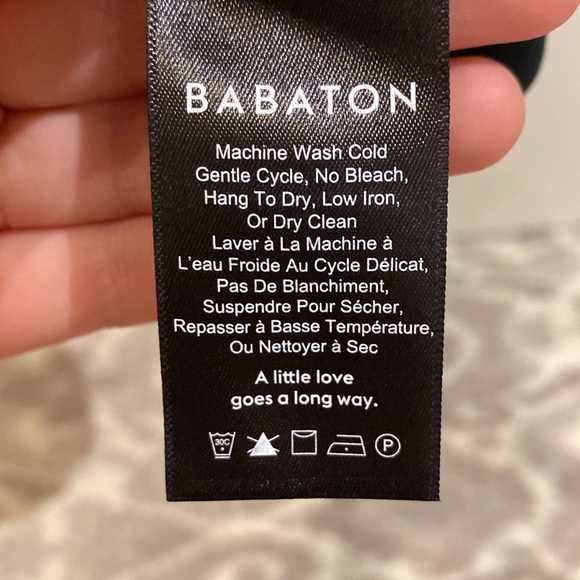 BABATON
Machine Wash Cold
Gentle Cycle, No Bleach,
Hang To Dry, Low Iron,
Or Dry Clean
Laver à La Machine à
L'eau Froide Au Cycle Délicat,
Pas De Blanchiment,
Suspendre Pour Sécher,
Repasser à Basse Température,
Ou Nettoyer à Sec
A little love
goes a long way.
30C P